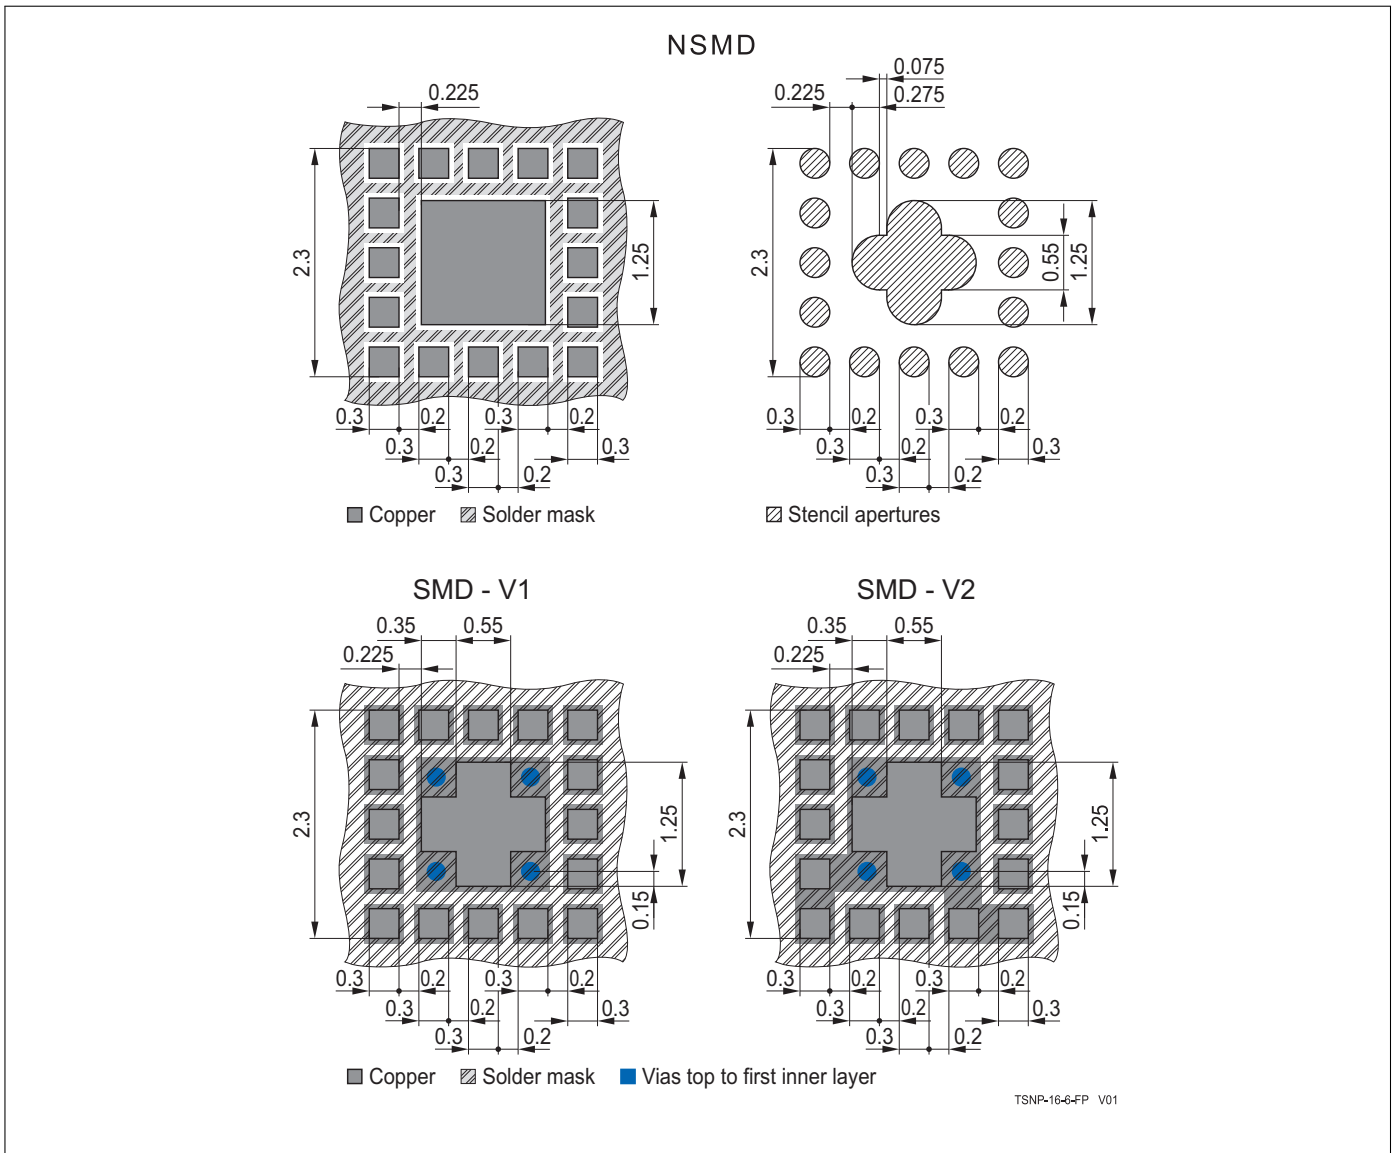 NSMD
0.225
2.3
1.25
0.3 0.2 0.3 0.2
0.3 0.2 0.3
0.3 0.2
Copper Solder mask
0.075
0.225 0.275
2.3
0.55
1.25
0.3 0.2 0.3 0.2
0.3 0.2 0.3
0.3 0.2
Stencil apertures
SMD - V1
0.35 0.55
0.225
2.3
1.25
0.15
0.3 0.2 0.3 0.2
0.3 0.2 0.3
0.3 0.2
SMD - V2
0.35 0.55
0.225
2.3
1.25
0.15
0.3 0.2 0.3 0.2
0.3 0.2 0.3
0.3 0.2
Copper Solder mask Vias top to first inner layer
TSNP-16-6-FP V01